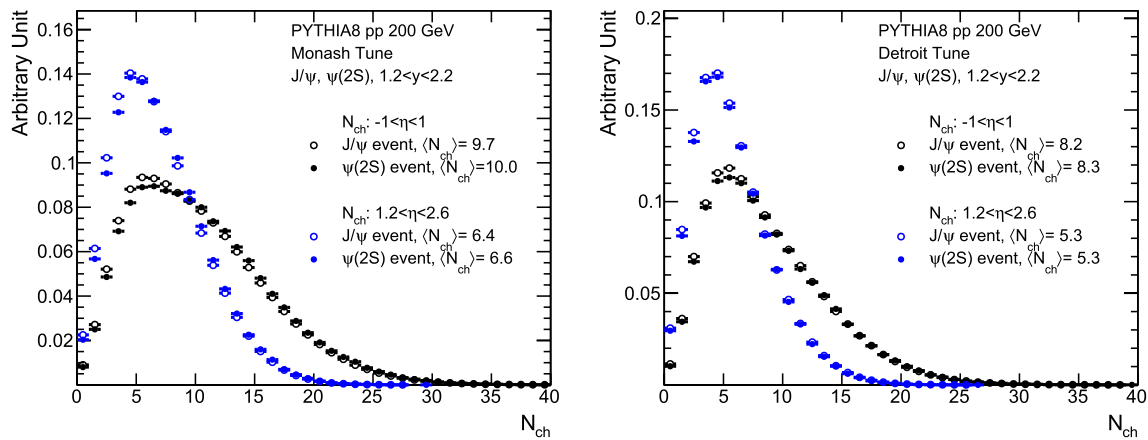 PYTHIA8 pp 200 GeV
Monash Tune
J/ψ, ψ(2S), 1.2<y<2.2
N_ch: -1<η<1
J/ψ event, ⟨N_ch⟩= 9.7
ψ(2S) event, ⟨N_ch⟩=10.0
N_ch: 1.2<η<2.6
J/ψ event, ⟨N_ch⟩= 6.4
ψ(2S) event, ⟨N_ch⟩= 6.6
Arbitrary Unit
0.16
0.14
0.12
0.1
0.08
0.06
0.04
0.02
0 5 10 15 20 25 30 35 40
N_ch
PYTHIA8 pp 200 GeV
Detroit Tune
J/ψ, ψ(2S), 1.2<y<2.2
N_ch: -1<η<1
J/ψ event, ⟨N_ch⟩= 8.2
ψ(2S) event, ⟨N_ch⟩= 8.3
N_ch: 1.2<η<2.6
J/ψ event, ⟨N_ch⟩= 5.3
ψ(2S) event, ⟨N_ch⟩= 5.3
Arbitrary Unit
0.2
0.15
0.1
0.05
0 5 10 15 20 25 30 35 40
N_ch